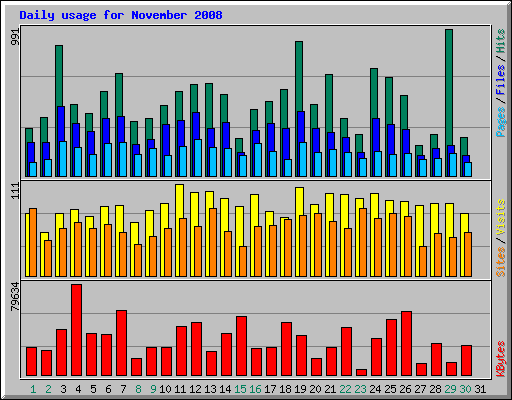 Daily usage for November 2008
991
Pages / Files / Hits
111
Sites / Visits
79634
KBytes
1 2 3 4 5 6 7 8 9 10 11 12 13 14 15 16 17 18 19 20 21 22 23 24 25 26 27 28 29 30 31